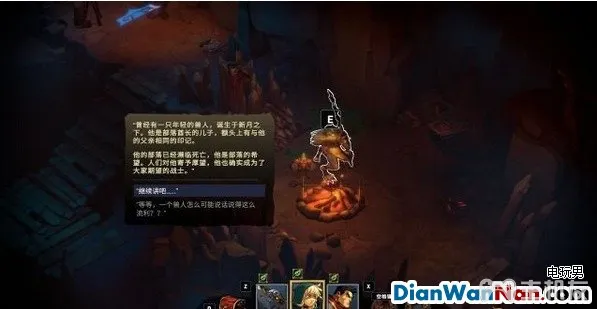 E
“曾经有一只年轻的兽人，诞生于新月之
下。他是部落酋长的儿子，额头上有与他
的父亲相同的印记。
他的部落已经濒临死亡，他是部落的希
望。人们对他寄予厚望，他也确实成为了
大家期望的战士。”
“继续讲吧……”
“等等，一个兽人怎么可能说话说得这么
流利？？”
Z
X
电玩男
DianWanNan.Com